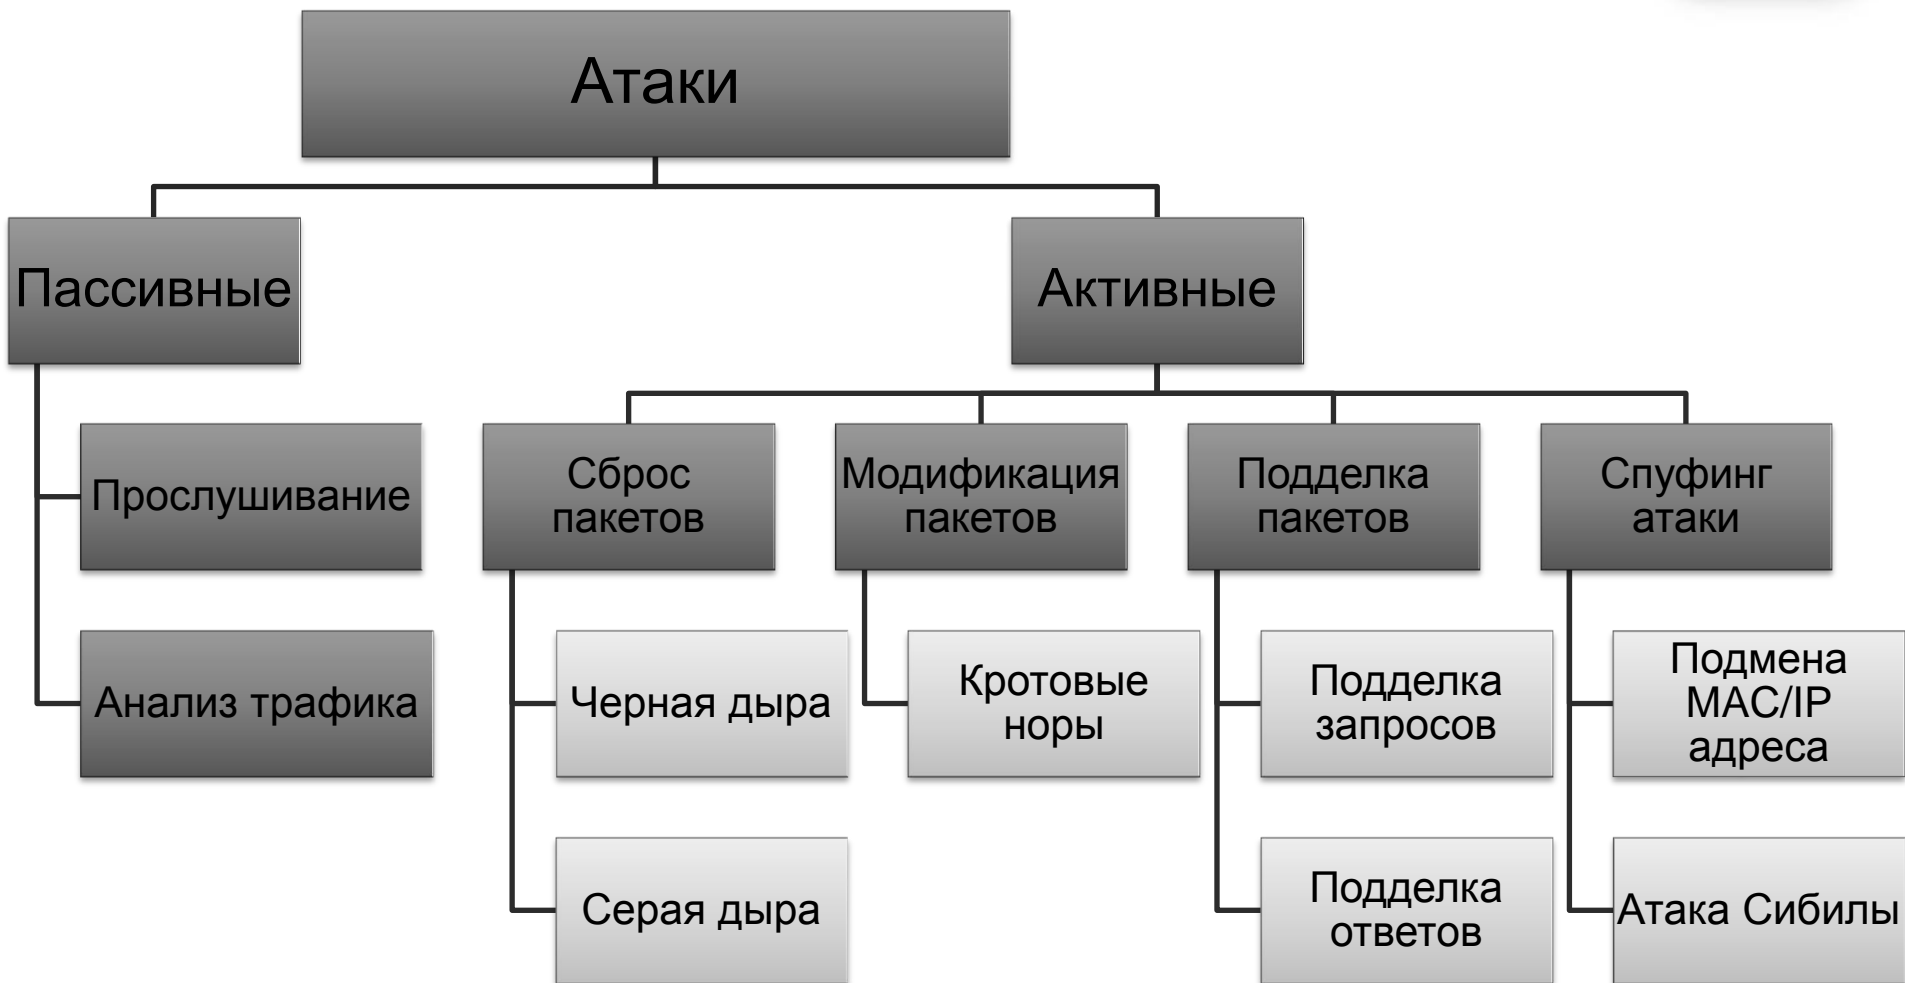 Атаки
Пассивные
Активные
Прослушивание
Анализ трафика
Сброс
пакетов
Черная дыра
Серая дыра
Модификация
пакетов
Кротовые
норы
Подделка
пакетов
Подделка
запросов
Подделка
ответов
Спуфинг
атаки
Подмена
MAC/IP
адреса
Атака Сибилы